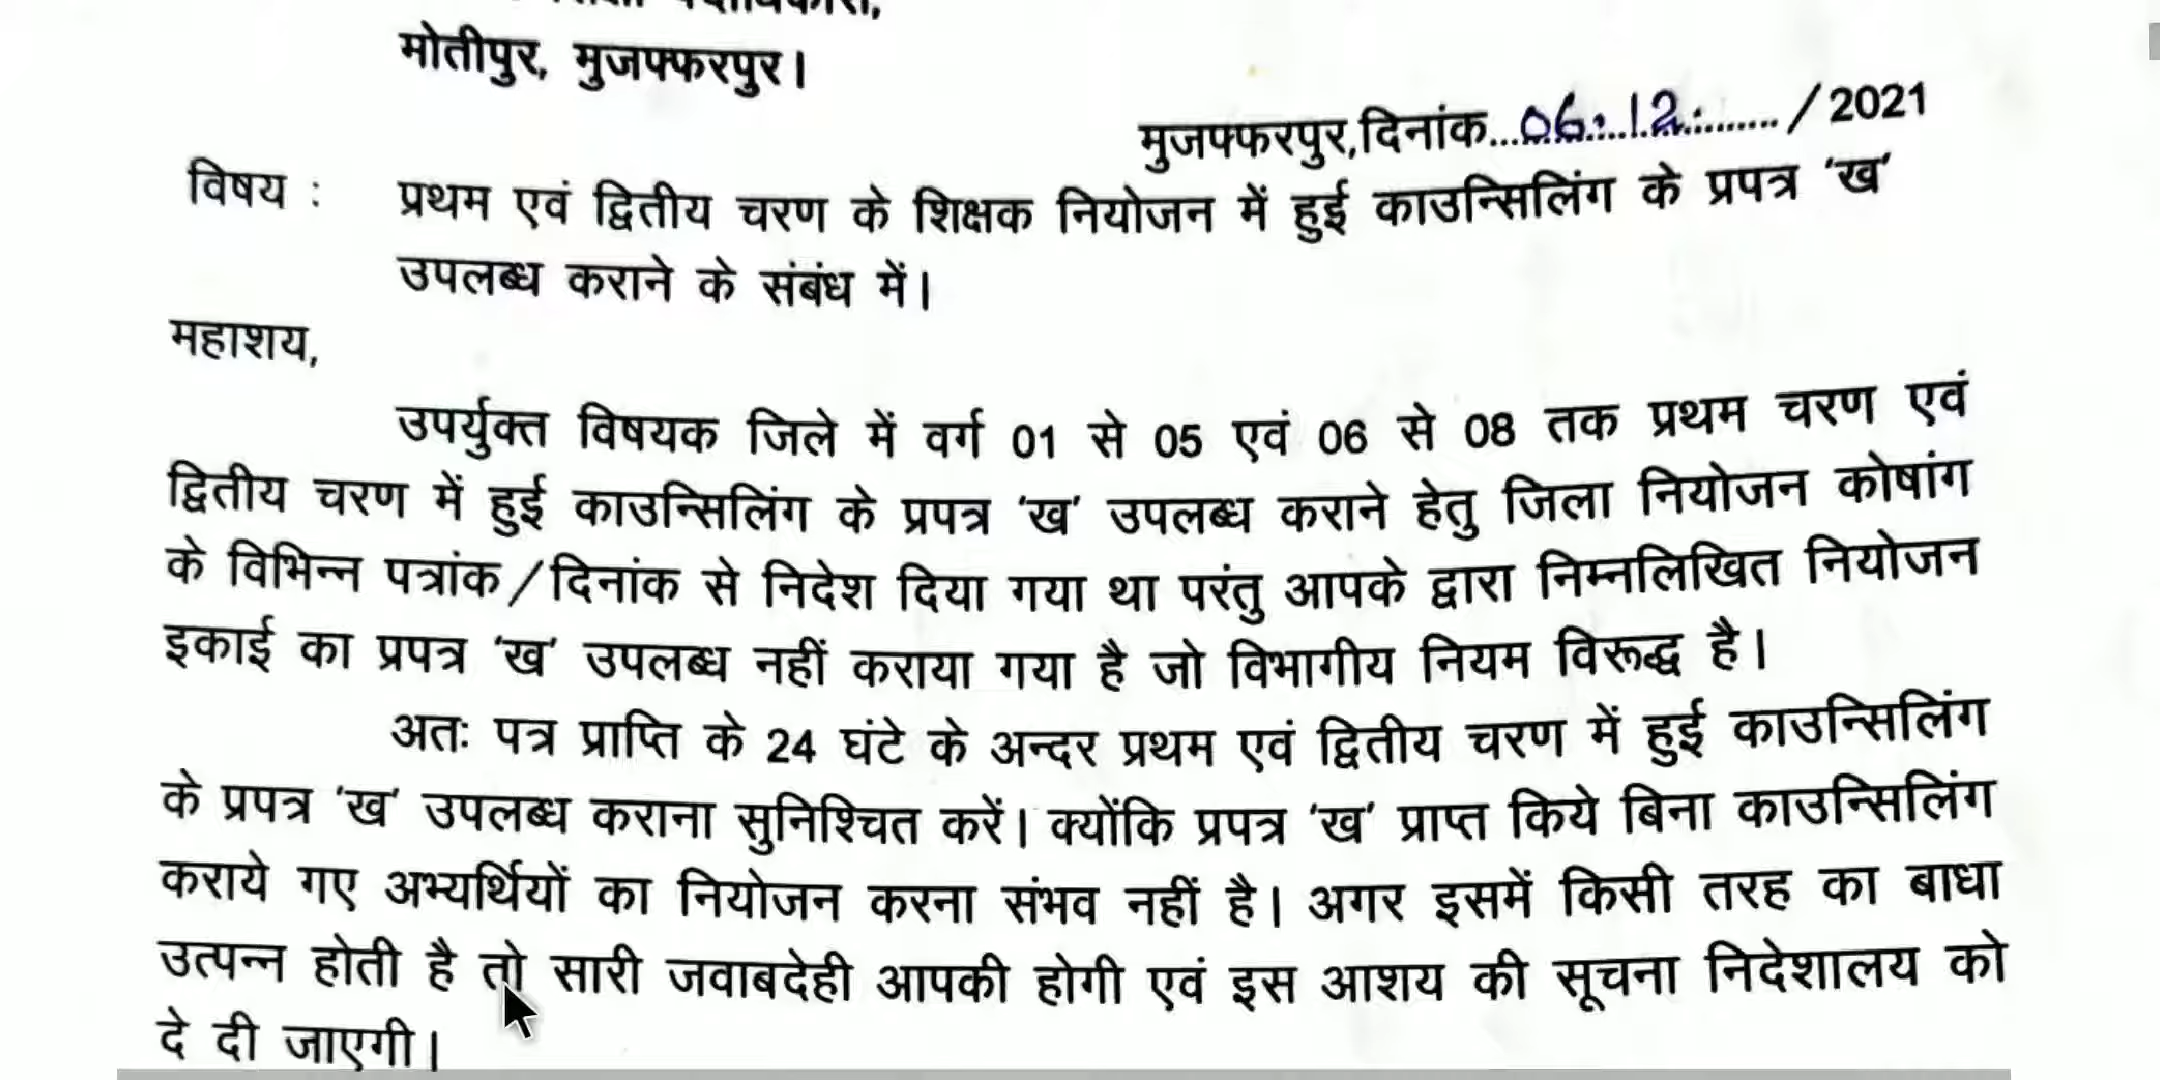 मोतीपुर, मुजफ्फरपुर।
मुजफ्फरपुर,दिनांक...06.12....../2021
विषय : प्रथम एवं द्वितीय चरण के शिक्षक नियोजन में हुई काउन्सिलिंग के प्रपत्र ‘ख’
उपलब्ध कराने के संबंध में।
महाशय,
उपर्युक्त विषयक जिले में वर्ग 01 से 05 एवं 06 से 08 तक प्रथम चरण एवं
द्वितीय चरण में हुई काउन्सिलिंग के प्रपत्र ‘ख’ उपलब्ध कराने हेतु जिला नियोजन कोषांग
के विभिन्न पत्रांक/दिनांक से निदेश दिया गया था परंतु आपके द्वारा निम्नलिखित नियोजन
इकाई का प्रपत्र ‘ख’ उपलब्ध नहीं कराया गया है जो विभागीय नियम विरूद्ध है।
अतः पत्र प्राप्ति के 24 घंटे के अन्दर प्रथम एवं द्वितीय चरण में हुई काउन्सिलिंग
के प्रपत्र ‘ख’ उपलब्ध कराना सुनिश्चित करें। क्योंकि प्रपत्र ‘ख’ प्राप्त किये बिना काउन्सिलिंग
कराये गए अभ्यर्थियों का नियोजन करना संभव नहीं है। अगर इसमें किसी तरह का बाधा
उत्पन्न होती है तो सारी जवाबदेही आपकी होगी एवं इस आशय की सूचना निदेशालय को
दे दी जाएगी।